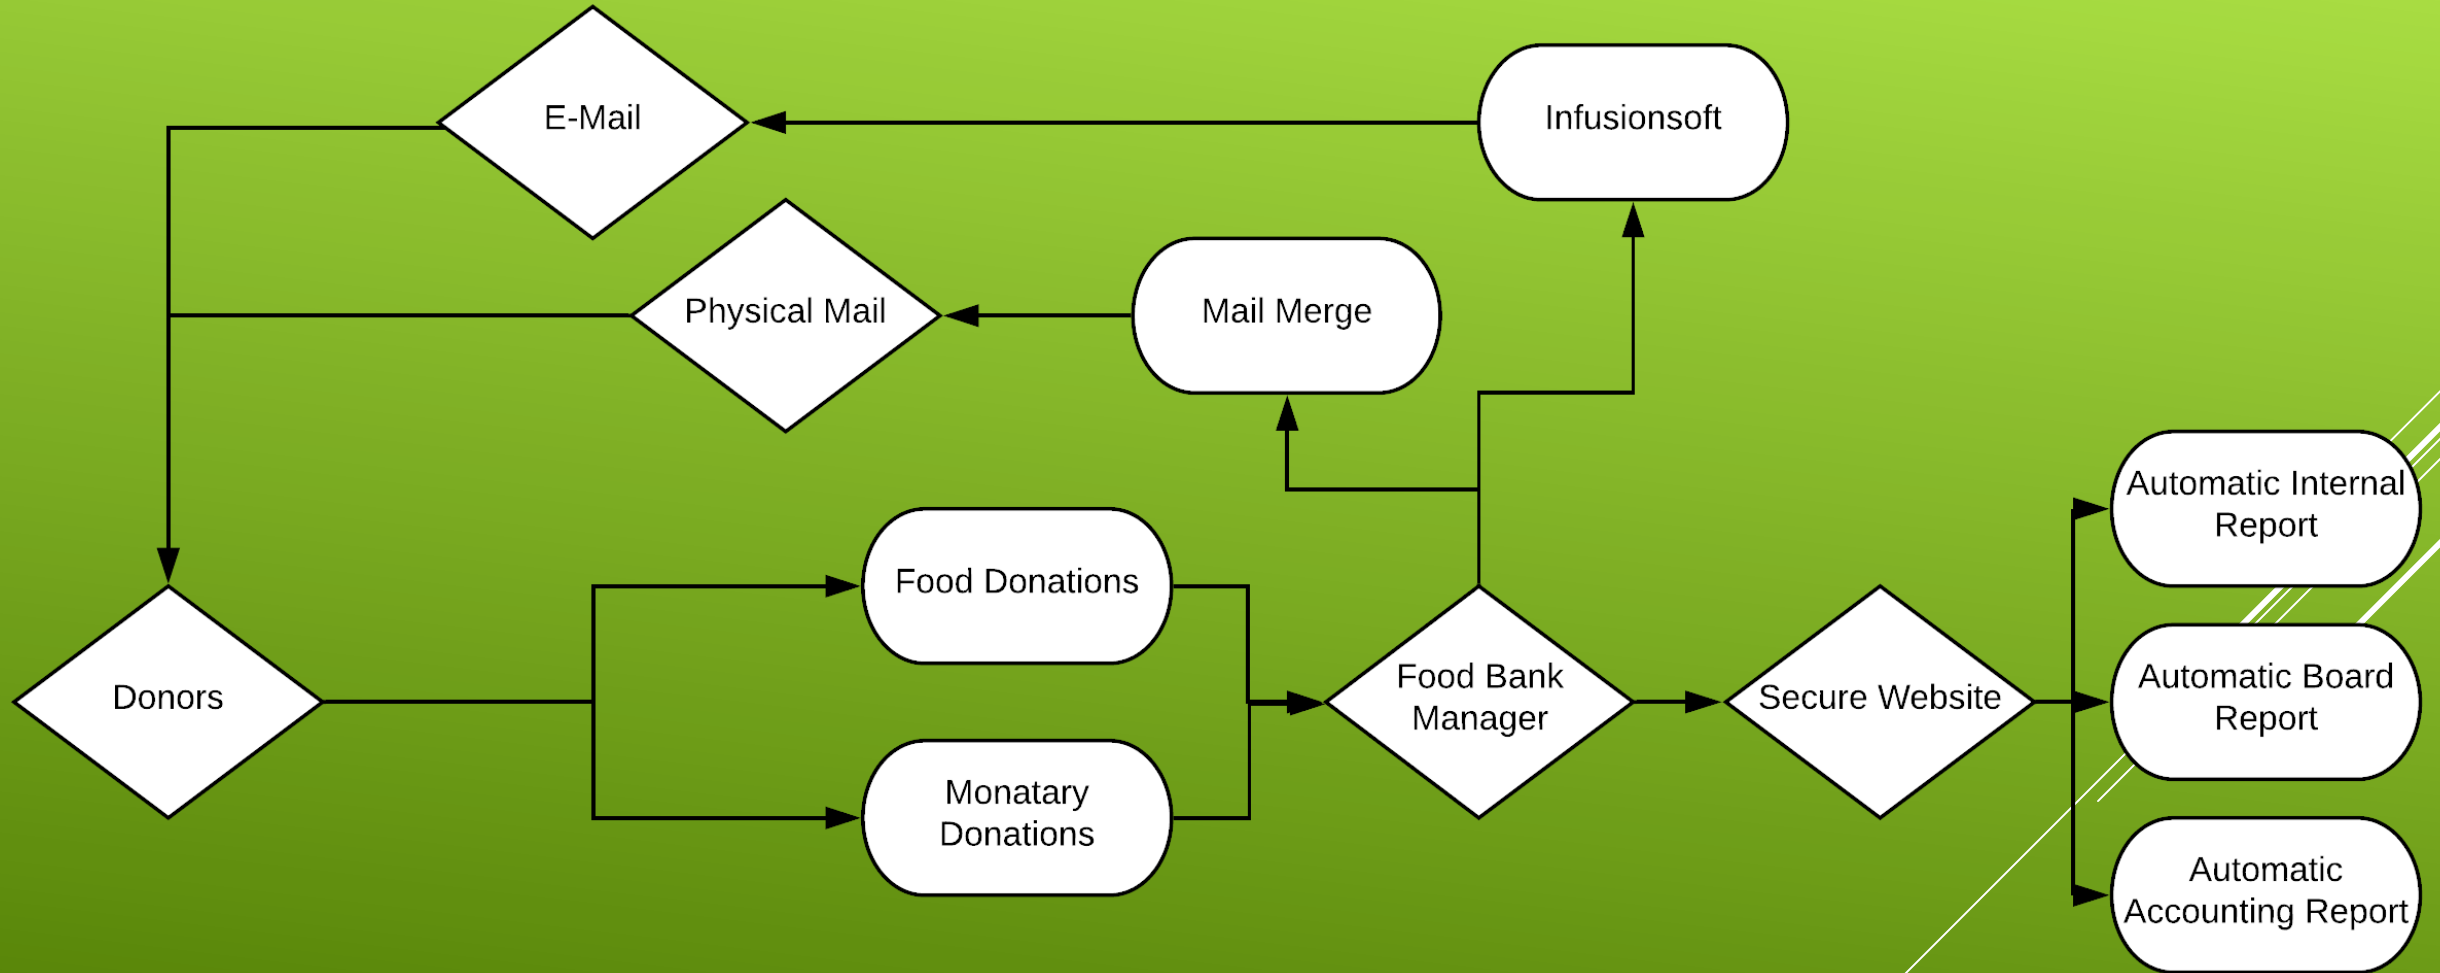 E-Mail
Infusionsoft
Physical Mail
Mail Merge
Automatic Internal
Report
Food Donations
Donors
Food Bank
Manager
Secure Website
Automatic Board
Report
Monatary
Donations
Automatic
Accounting Report